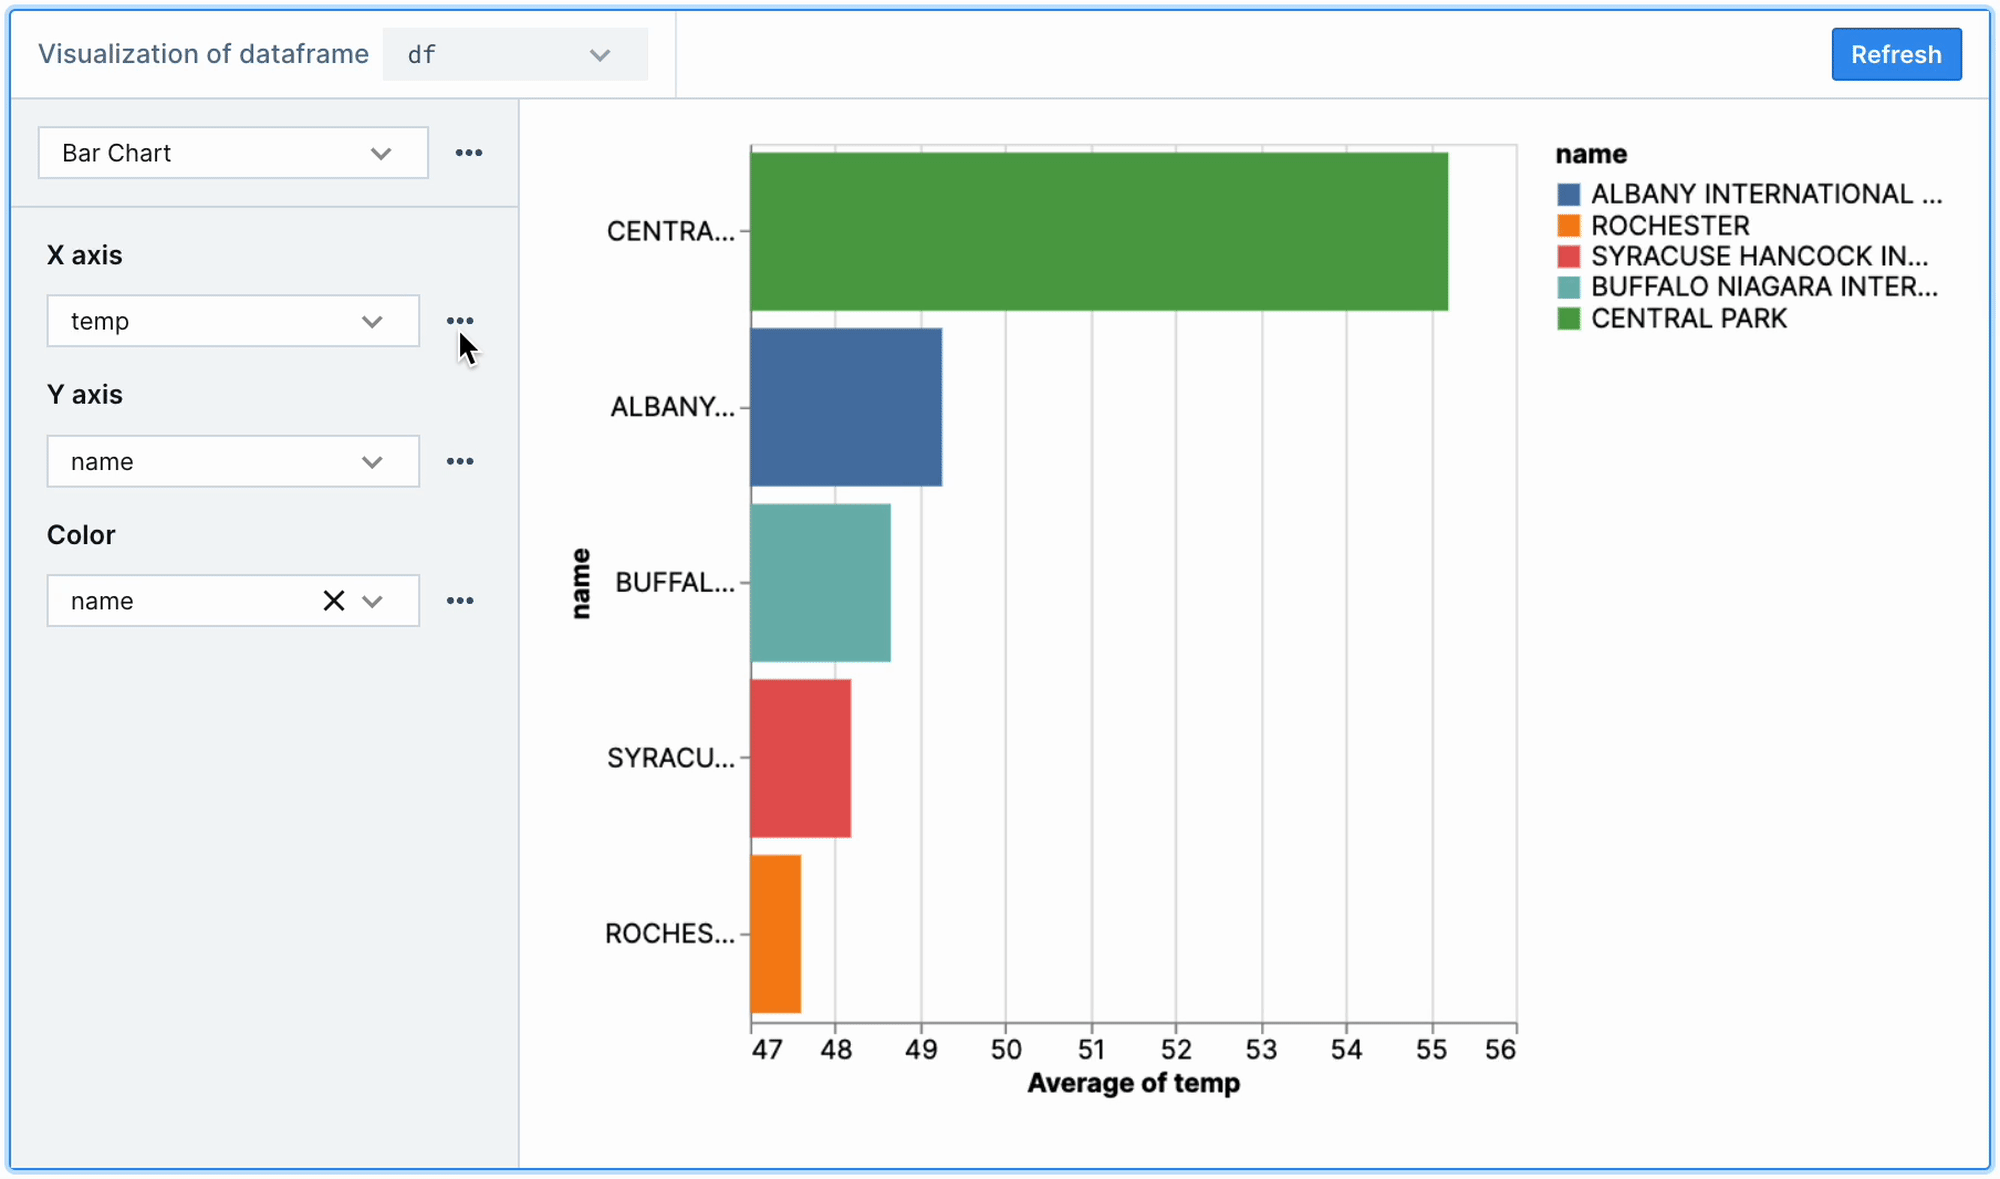 Visualization of dataframe df Refresh
Bar Chart
X axis
temp
Y axis
name
Color
name
name
CENTRA...
ALBANY...
BUFFAL...
SYRACU...
ROCHES...
47 48 49 50 51 52 53 54 55 56
Average of temp
name
ALBANY INTERNATIONAL ...
ROCHESTER
SYRACUSE HANCOCK IN...
BUFFALO NIAGARA INTER...
CENTRAL PARK